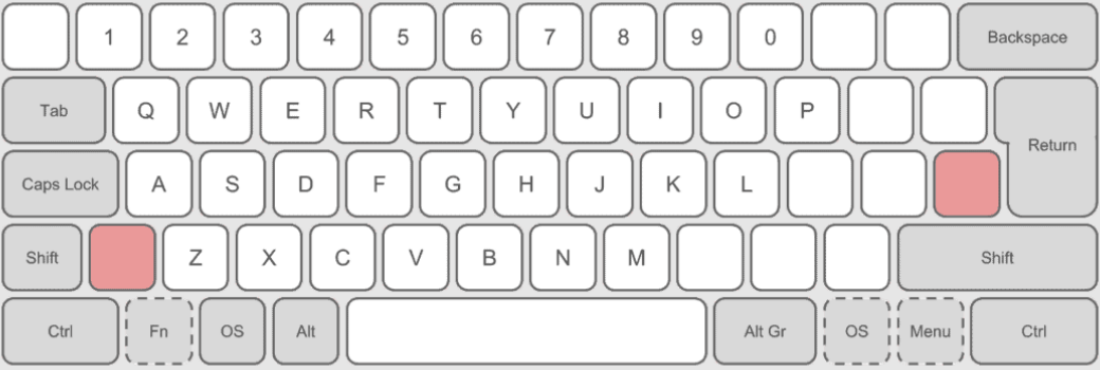 1 2 3 4 5 6 7 8 9 0 Backspace
Tab Q W E R T Y U I O P
Return
Caps Lock A S D F G H J K L
Shift Z X C V B N M Shift
Ctrl Fn OS Alt Alt Gr OS Menu Ctrl